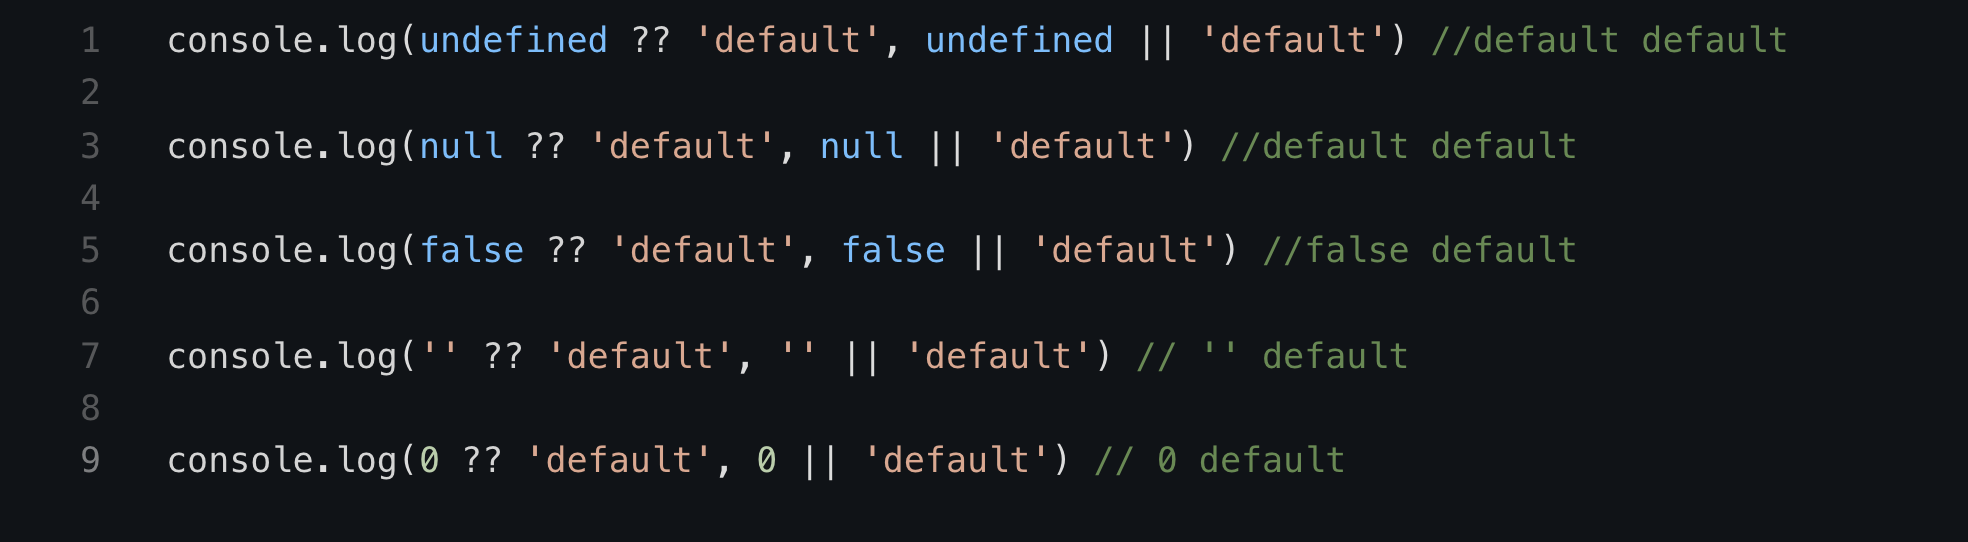 1 console.log(undefined ?? 'default', undefined || 'default') //default default
2
3 console.log(null ?? 'default', null || 'default') //default default
4
5 console.log(false ?? 'default', false || 'default') //false default
6
7 console.log('' ?? 'default', '' || 'default') // '' default
8
9 console.log(0 ?? 'default', 0 || 'default') // 0 default